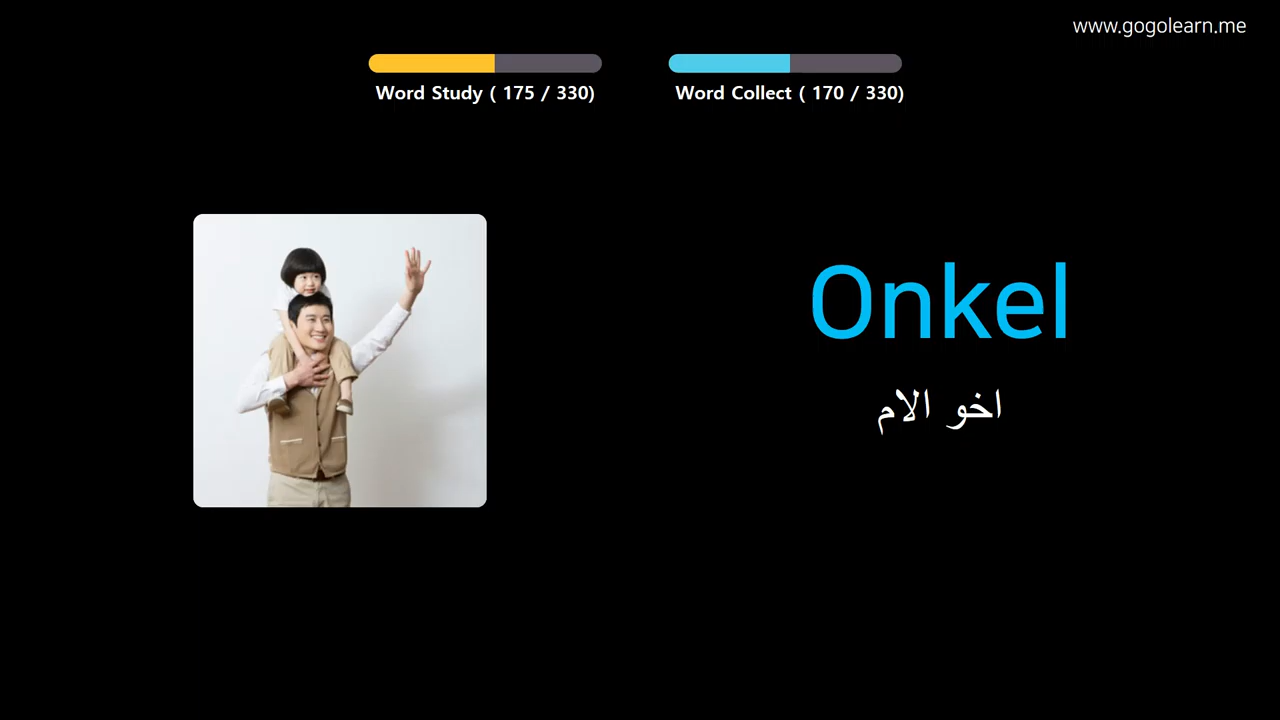 www.gogolearn.me
Word Study ( 175 / 330)
Word Collect ( 170 / 330)
Onkel
اخو الام